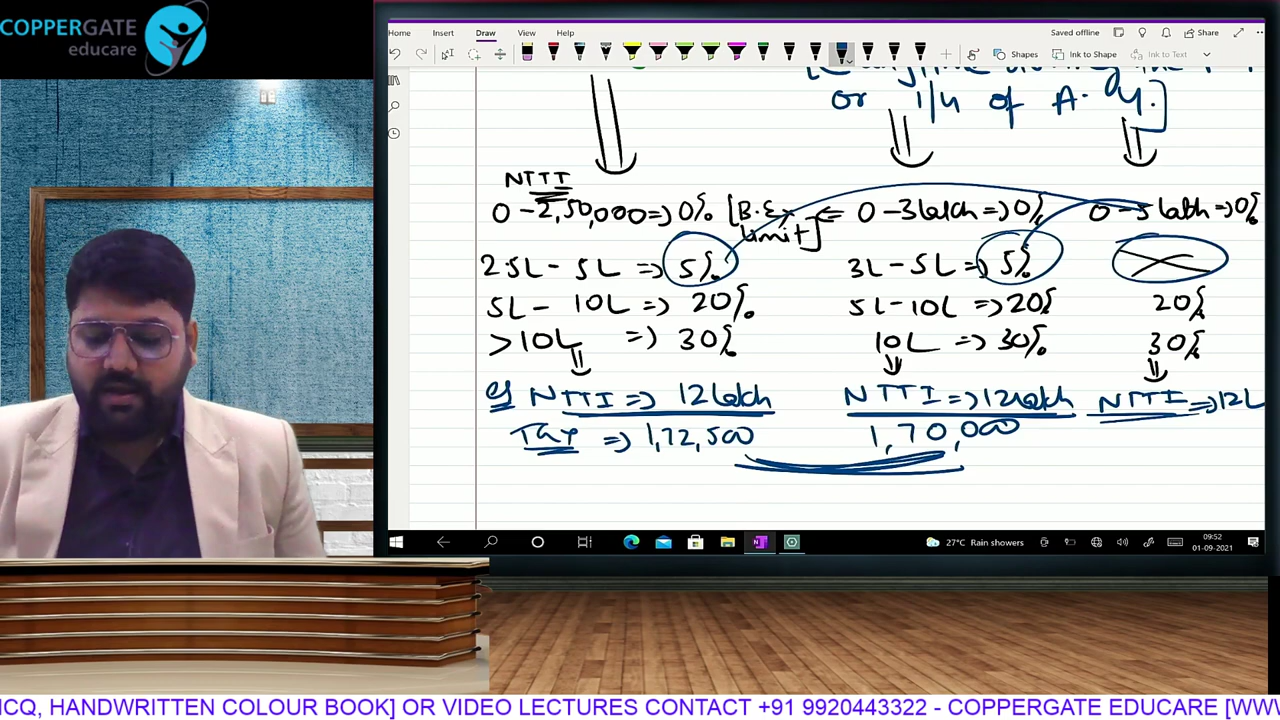 COPPERGATE
educare
Home Insert Draw View Help
Saved offline
Share
Shapes
Ink to Shape
Ink to Text
or 1/4 of A.Y.]
NTTI
0 - 2,50,000 => 0% [B.E. limit] <= 0 - 3 lakh => 0% 0 - 5 lakh => 0%
2.5L - 5L => 5% 3L - 5L => 5%
5L - 10L => 20% 5L - 10L => 20% 20%
> 10L => 30% 10L => 30% 30%
eg NTTI => 12 lakh NTTI => 12 lakh NTTI => 12L
Tax => 1,72,500 1,70,000
27°C Rain showers
09:52
01-09-2021
ICQ, HANDWRITTEN COLOUR BOOK] OR VIDEO LECTURES CONTACT +91 9920443322 - COPPERGATE EDUCARE [WW